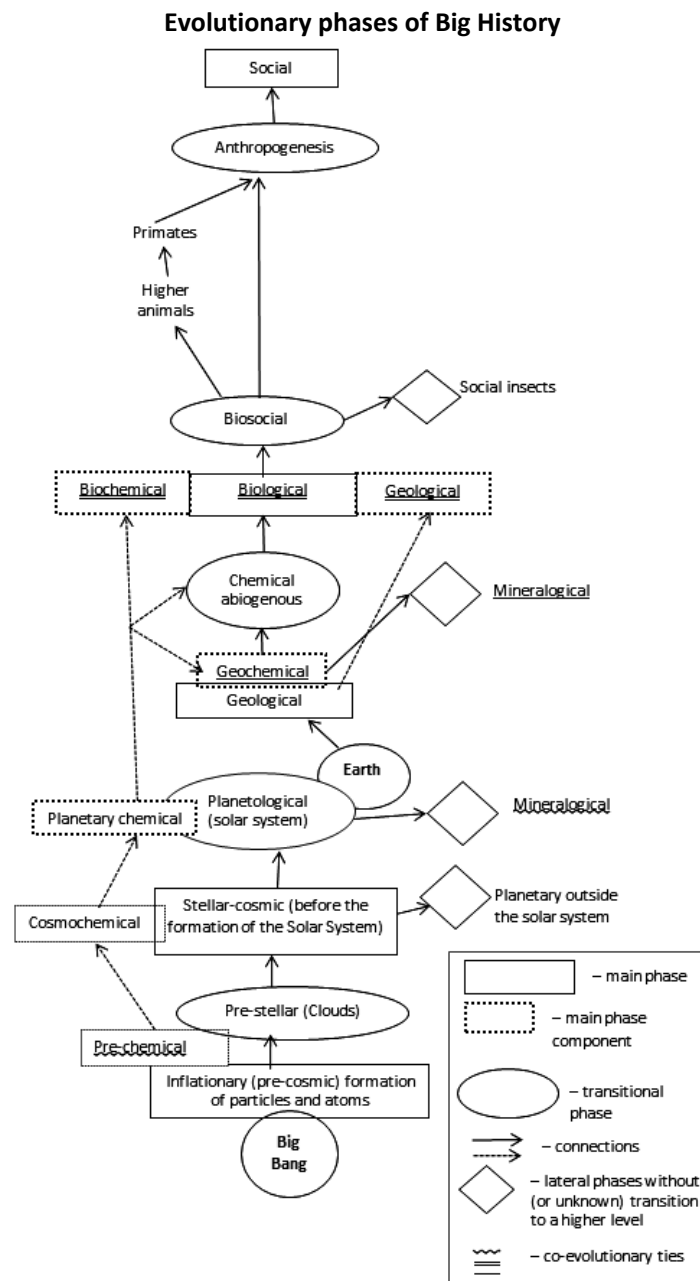 Evolutionary phases of Big History
Social
Anthropogenesis
Primates
Higher
animals
Social insects
Biosocial
Biochemical
Biological
Geological
Chemical
abiogenous
Mineralogical
Geochemical
Geological
Earth
Planetological
(solar system)
Planetary chemical
Mineralogical
Stellar-cosmic (before the
formation of the Solar System)
Planetary outside
the solar system
Cosmochemical
Pre-stellar (Clouds)
Pre-chemical
Inflationary (pre-cosmic) formation
of particles and atoms
Big
Bang
– main phase
– main phase
component
– transitional
phase
– connections
– lateral phases without
(or unknown) transition
to a higher level
– co-evolutionary ties